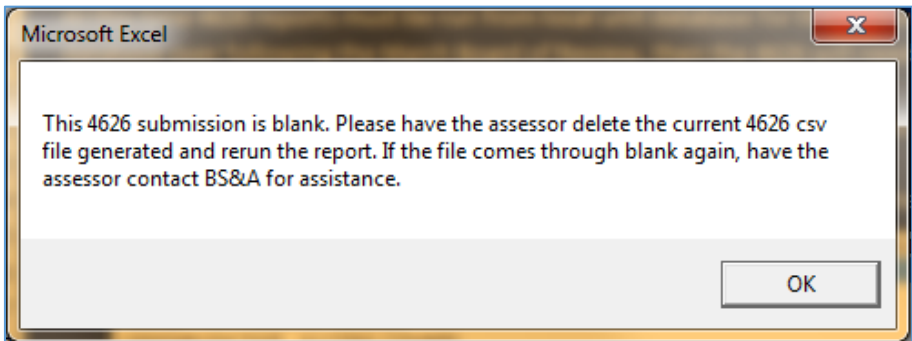 Microsoft Excel
This 4626 submission is blank. Please have the assessor delete the current 4626 csv
file generated and rerun the report. If the file comes through blank again, have the
assessor contact BS&A for assistance.
OK